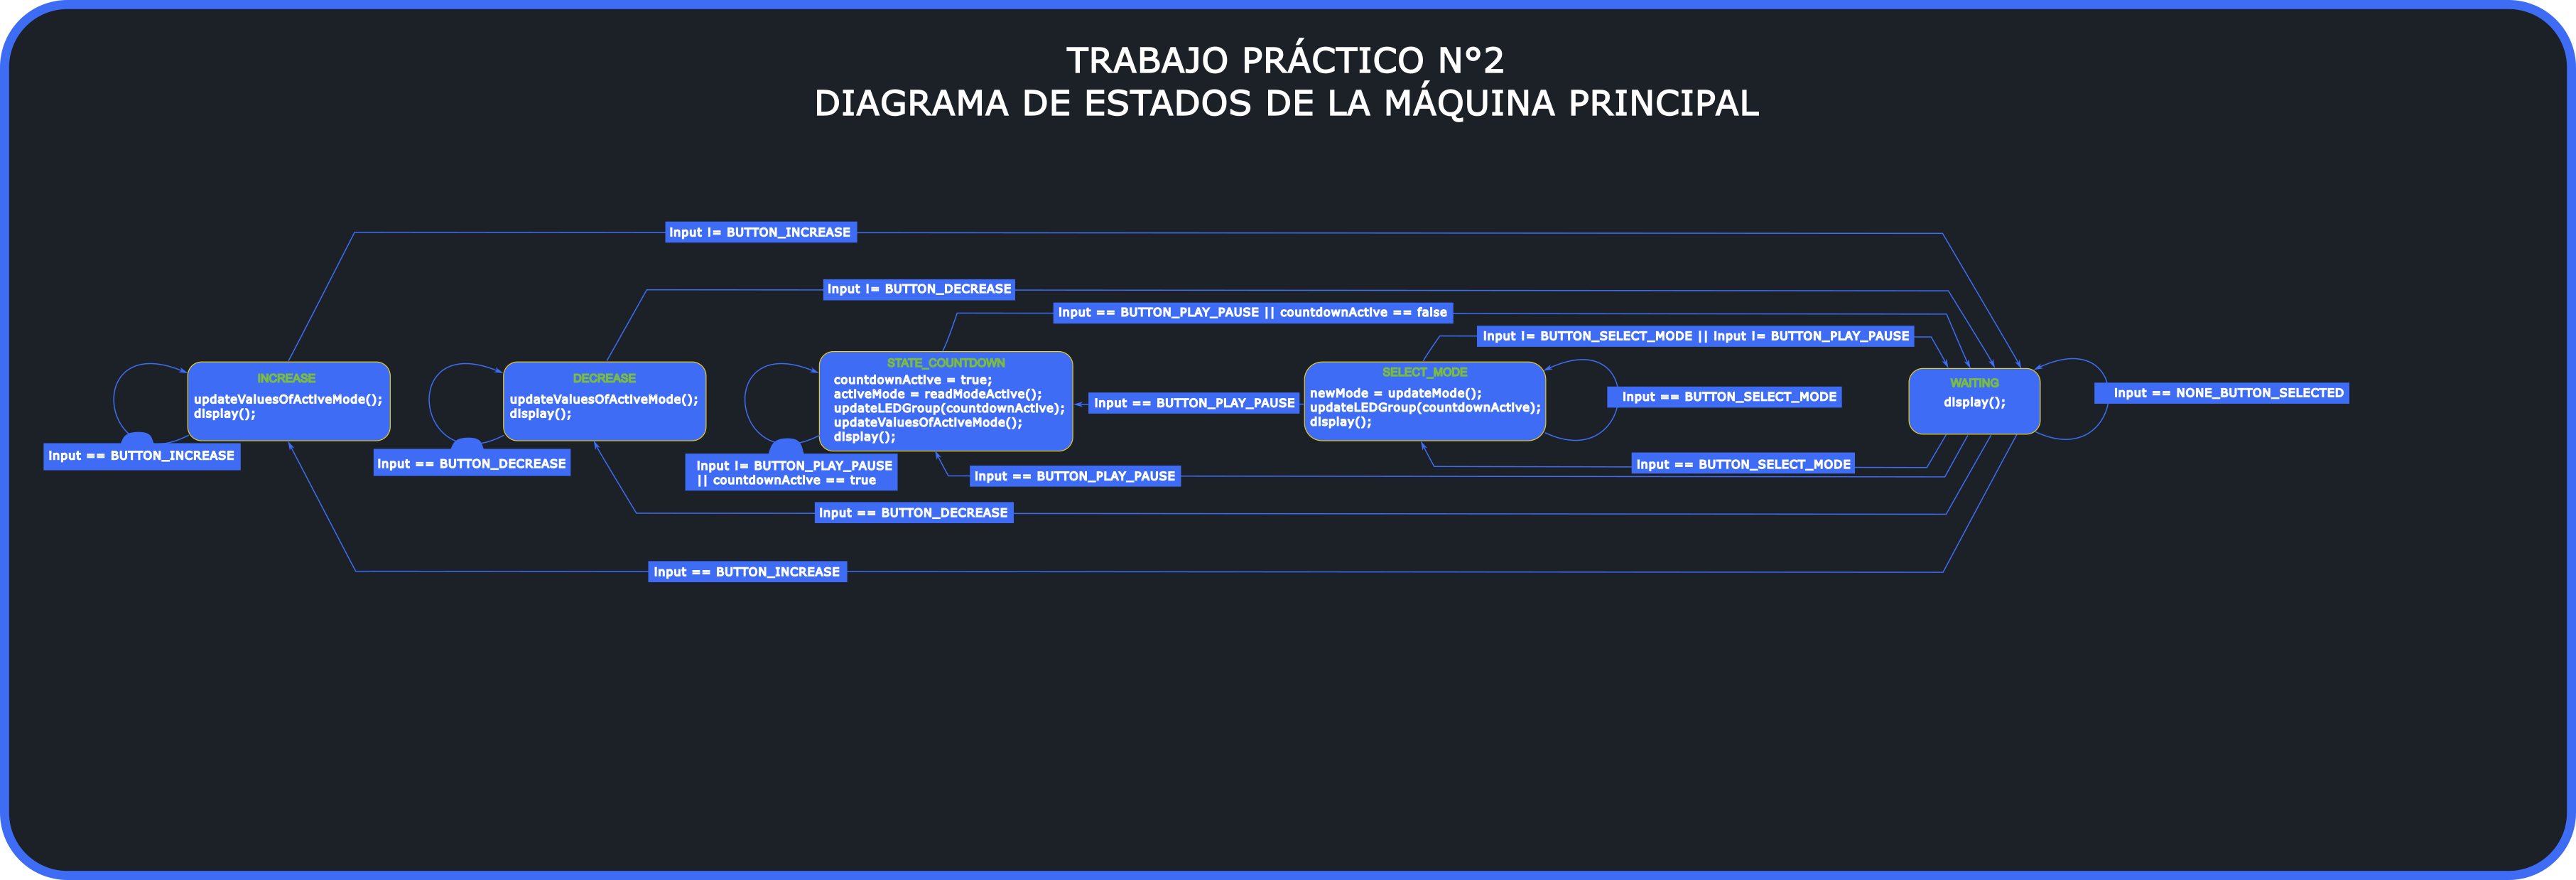 TRABAJO PRÁCTICO N°2
DIAGRAMA DE ESTADOS DE LA MÁQUINA PRINCIPAL
Input != BUTTON_INCREASE
Input != BUTTON_DECREASE
Input == BUTTON_PLAY_PAUSE || countdownActive == false
Input != BUTTON_SELECT_MODE || Input != BUTTON_PLAY_PAUSE
INCREASE
updateValuesOfActiveMode();
display();
Input == BUTTON_INCREASE
DECREASE
updateValuesOfActiveMode();
display();
Input == BUTTON_DECREASE
STATE_COUNTDOWN
countdownActive = true;
activeMode = readModeActive();
updateLEDGroup(countdownActive);
updateValuesOfActiveMode();
display();
Input != BUTTON_PLAY_PAUSE
|| countdownActive == true
Input == BUTTON_PLAY_PAUSE
SELECT_MODE
newMode = updateMode();
updateLEDGroup(countdownActive);
display();
Input == BUTTON_SELECT_MODE
WAITING
display();
Input == NONE_BUTTON_SELECTED
Input == BUTTON_SELECT_MODE
Input == BUTTON_PLAY_PAUSE
Input == BUTTON_DECREASE
Input == BUTTON_INCREASE